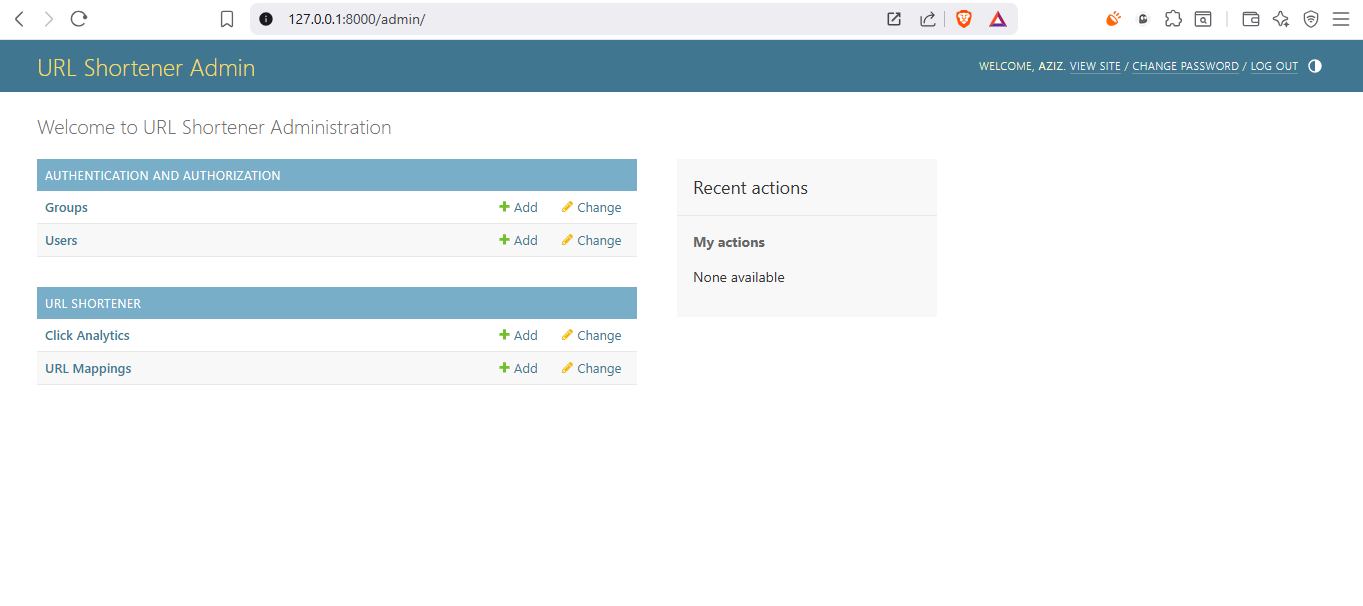 127.0.0.1:8000/admin/
URL Shortener Admin
WELCOME, AZIZ. VIEW SITE / CHANGE PASSWORD / LOG OUT
Welcome to URL Shortener Administration
AUTHENTICATION AND AUTHORIZATION
Groups Add Change
Users Add Change
URL SHORTENER
Click Analytics Add Change
URL Mappings Add Change
Recent actions
My actions
None available